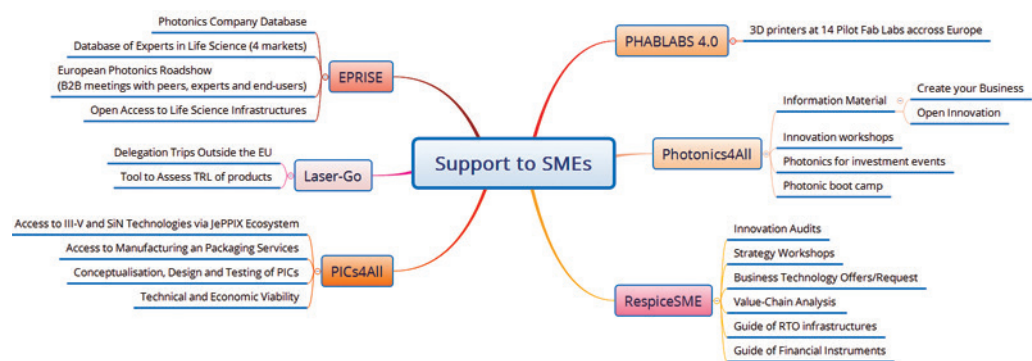 Photonics Company Database
Database of Experts in Life Science (4 markets)
European Photonics Roadshow
(B2B meetings with peers, experts and end-users)
Open Access to Life Science Infrastructures
EPRISE
Delegation Trips Outside the EU
Tool to Assess TRL of products
Laser-Go
Access to III-V and SiN Technologies via JePPIX Ecosystem
Access to Manufacturing an Packaging Services
Conceptualisation, Design and Testing of PICs
Technical and Economic Viability
PICs4All
Support to SMEs
PHABLABS 4.0
3D printers at 14 Pilot Fab Labs accross Europe
Photonics4All
Information Material
Create your Business
Open Innovation
Innovation workshops
Photonics for investment events
Photonic boot camp
RespiceSME
Innovation Audits
Strategy Workshops
Business Technology Offers/Request
Value-Chain Analysis
Guide of RTO infrastructures
Guide of Financial Instruments